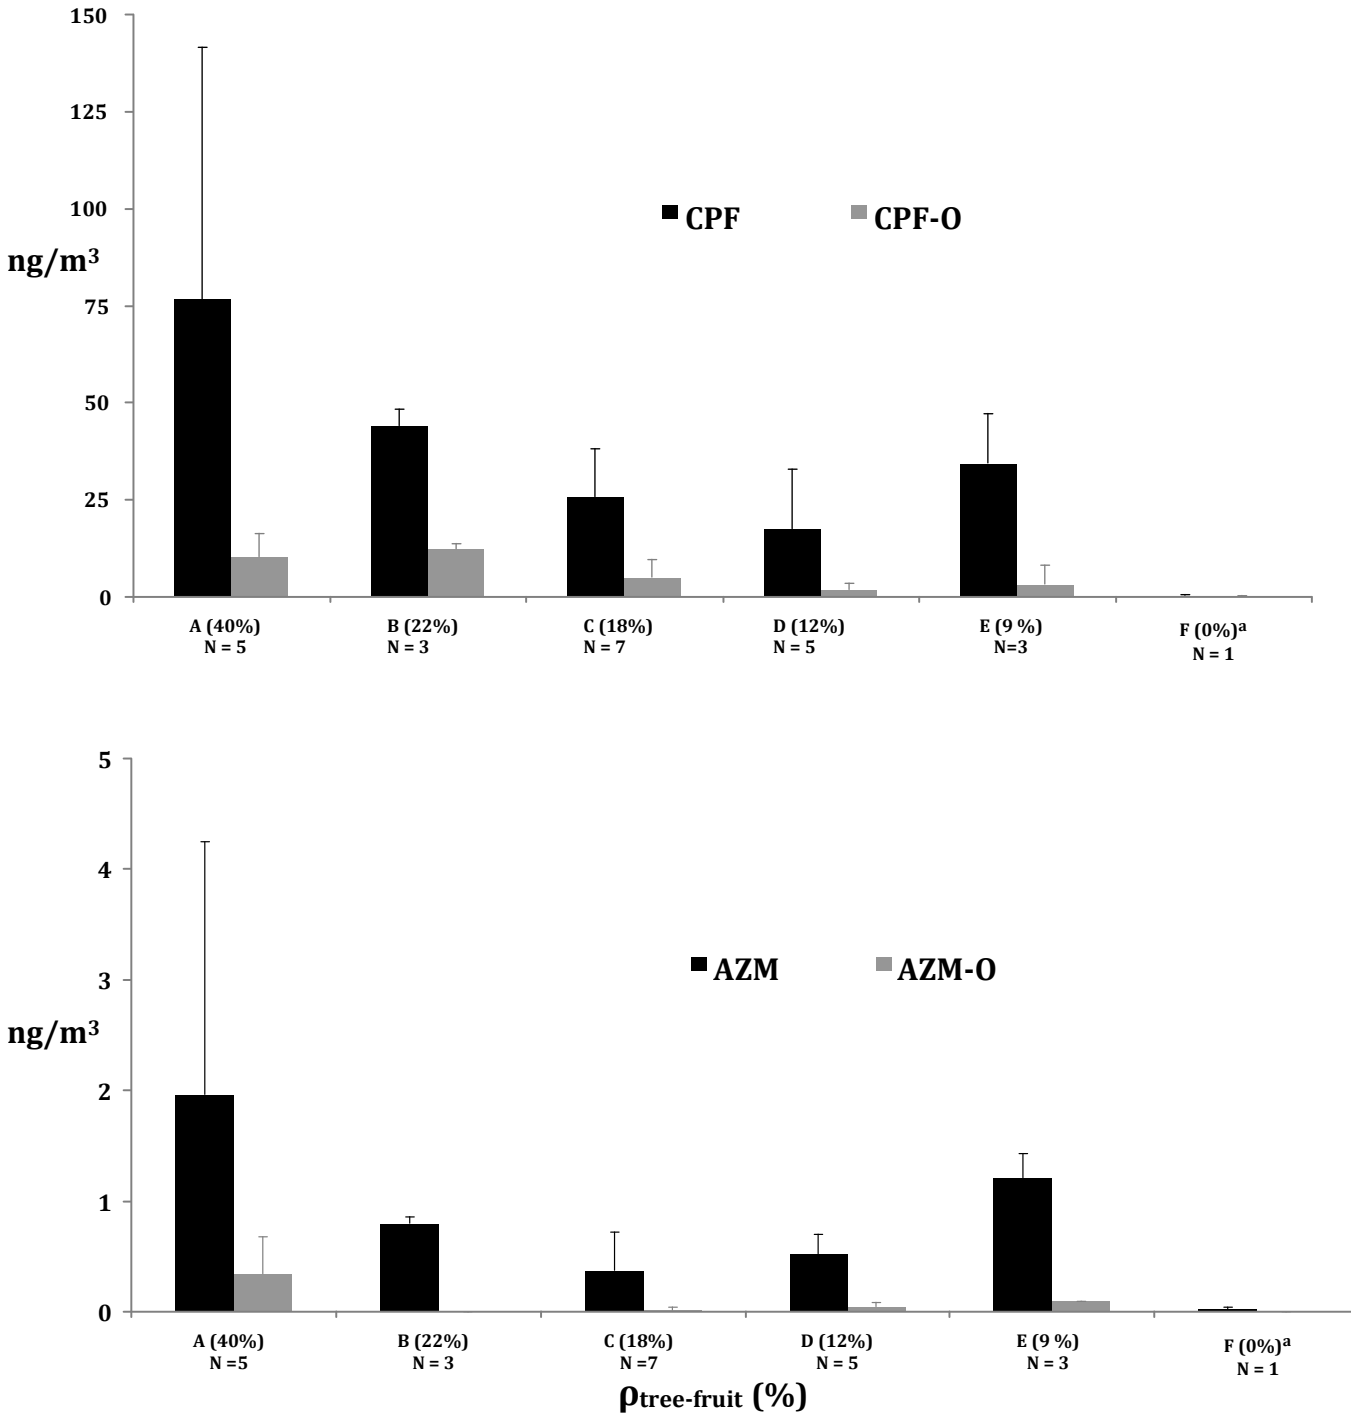 150
125
100
CPF CPF-O
ng/m³
75
50
25
0
A (40%) B (22%) C (18%) D (12%) E (9 %) F (0%)ᵃ
N = 5 N = 3 N = 7 N = 5 N=3 N = 1
5
4
3
AZM AZM-O
ng/m³
2
1
0
A (40%) B (22%) C (18%) D (12%) E (9 %) F (0%)ᵃ
N =5 N = 3 N =7 N = 5 N = 3 N = 1
ρtree-fruit (%)